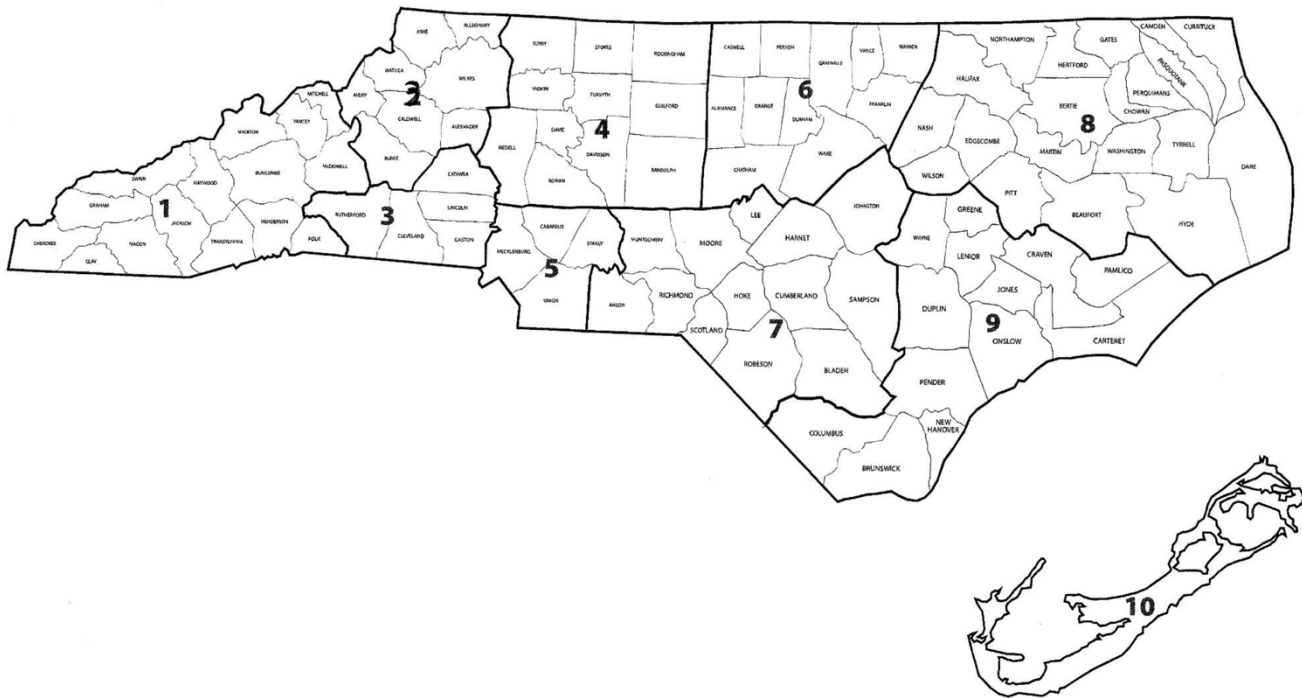 ASHE
ALLEGHANY
SURRY
STOKES
ROCKINGHAM
CASWELL
PERSON
GRANVILLE
VANCE
WARREN
NORTHAMPTON
GATES
CAMDEN
CURRITUCK
HERTFORD
PASQUOTANK
HALIFAX
PERQUIMANS
CHOWAN
BERTIE
8
WATAUGA
WILKES
2
AVERY
MITCHELL
YANCEY
MADISON
CALDWELL
ALEXANDER
BURKE
McDOWELL
YADKIN
FORSYTH
GUILFORD
4
DAVIE
IREDELL
DAVIDSON
ROWAN
RANDOLPH
6
ALAMANCE
ORANGE
DURHAM
FRANKLIN
WAKE
CHATHAM
NASH
EDGECOMBE
MARTIN
WASHINGTON
TYRRELL
DARE
WILSON
PITT
BEAUFORT
HYDE
SWAIN
HAYWOOD
BUNCOMBE
GRAHAM
1
JACKSON
HENDERSON
CHEROKEE
MACON
TRANSYLVANIA
POLK
CLAY
CATAWBA
LINCOLN
RUTHERFORD
3
CLEVELAND
GASTON
CABARRUS
MECKLENBURG
STANLY
5
UNION
ANSON
MONTGOMERY
MOORE
LEE
HARNET
JOHNSTON
RICHMOND
HOKE
CUMBERLAND
SAMPSON
SCOTLAND
7
ROBESON
BLADEN
GREENE
WAYNE
LENIOR
CRAVEN
PAMLICO
JONES
DUPLIN
9
ONSLOW
CARTERET
PENDER
NEW
HANOVER
COLUMBUS
BRUNSWICK
10